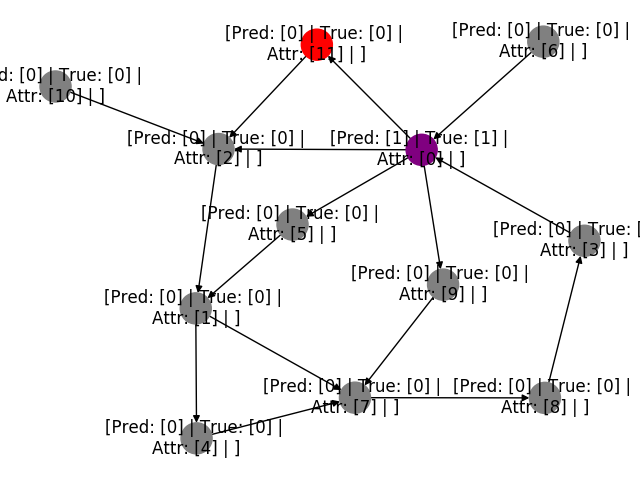 [Pred: [0] | True: [0] |
Attr: [11] | ]
[Pred: [0] | True: [0] |
Attr: [6] | ]
d: [0] | True: [0] |
Attr: [10] | ]
[Pred: [0] | True: [0] |
Attr: [2] | ]
[Pred: [1] | True: [1] |
Attr: [0] | ]
[Pred: [0] | True: [0] |
Attr: [5] | ]
[Pred: [0] | True: [
Attr: [3] | ]
[Pred: [0] | True: [0] |
Attr: [9] | ]
[Pred: [0] | True: [0] |
Attr: [1] | ]
[Pred: [0] | True: [0] |
Attr: [7] | ]
[Pred: [0] | True: [0] |
Attr: [8] | ]
[Pred: [0] | True: [0] |
Attr: [4] | ]